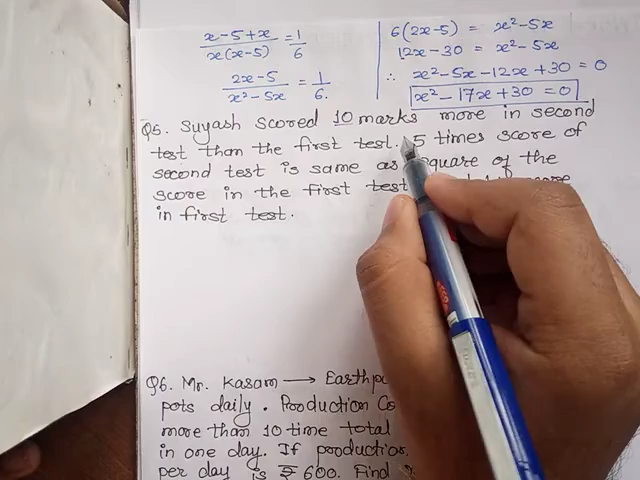 x-5+x / x(x-5) = 1/6
2x-5 / x²-5x = 1/6.
6(2x-5) = x²-5x
12x-30 = x²-5x
∴ x²-5x-12x+30 = 0
x²-17x+30 = 0
Q5. Suyash scored 10 marks more in second
test than the first test. 5 times score of
second test is same as square of the
score in the first test
in first test.
Q6. Mr. Kasam → 
pots daily. Production
more than 10 time total
in one day. If production
per day is ₹ 600. Find